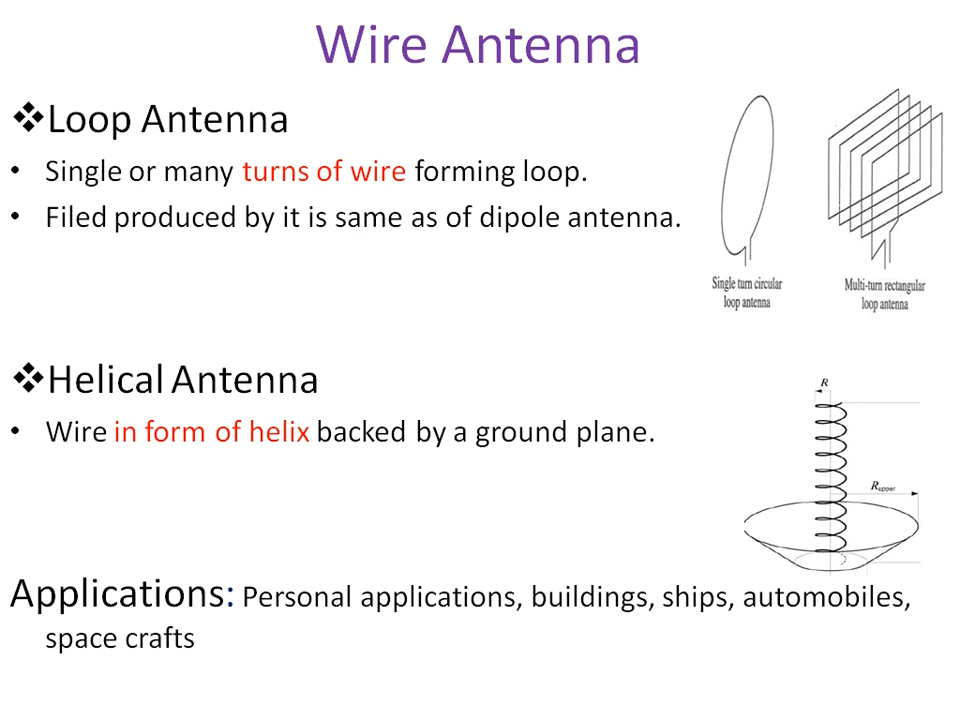 Wire Antenna
❖Loop Antenna
• Single or many turns of wire forming loop.
• Filed produced by it is same as of dipole antenna.
Single turn circular
loop antenna
Multi-turn rectangular
loop antenna
❖Helical Antenna
• Wire in form of helix backed by a ground plane.
R
Rupper
Applications: Personal applications, buildings, ships, automobiles,
space crafts